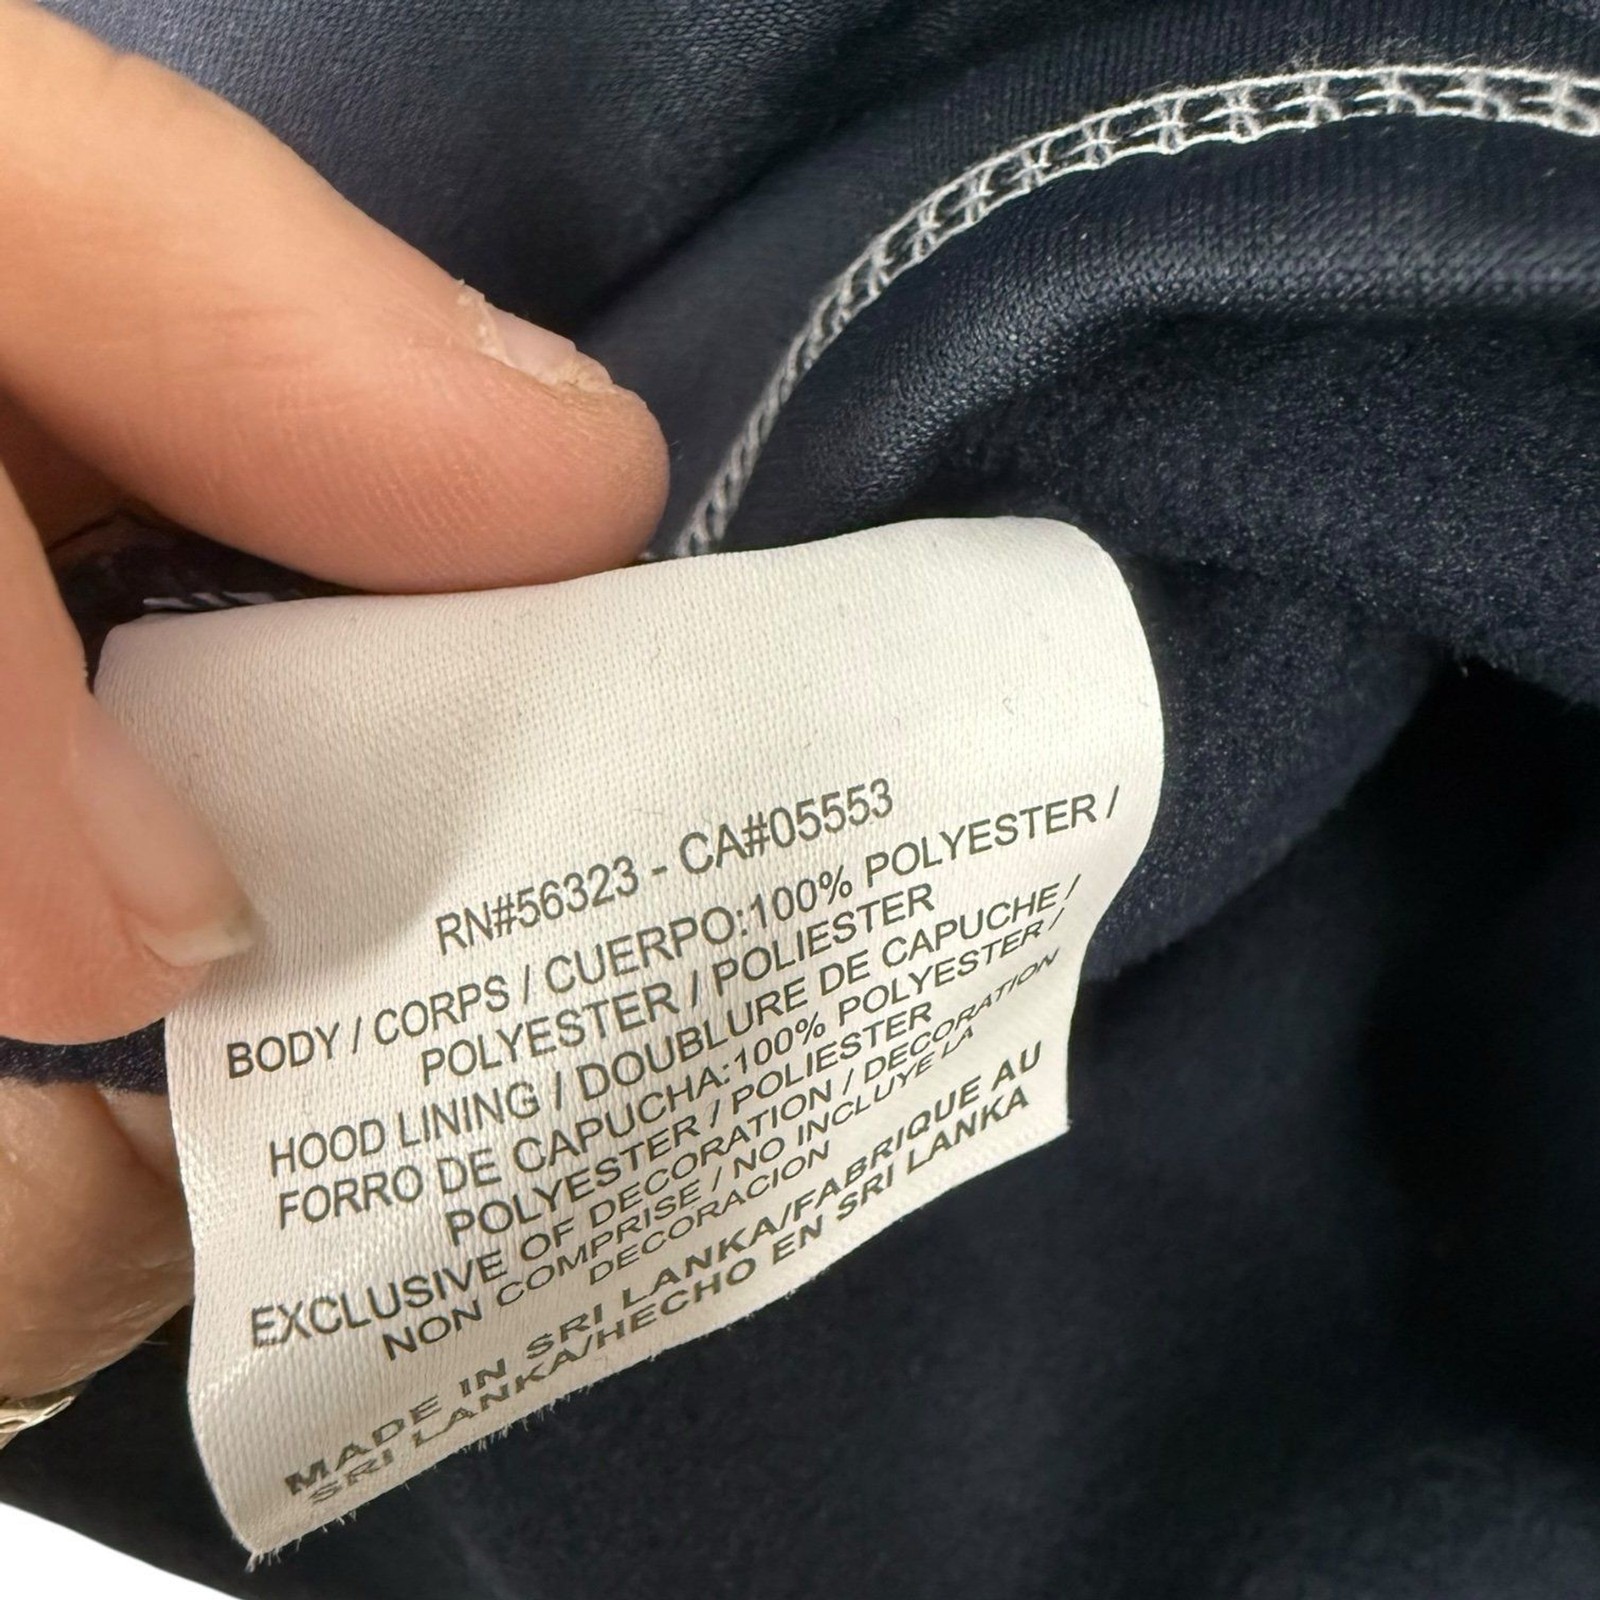 RN#56323 - CA#05553
BODY / CORPS / CUERPO:100% POLYESTER /
POLYESTER / POLIESTER
HOOD LINING / DOUBLURE DE CAPUCHE /
FORRO DE CAPUCHA:100% POLYESTER /
POLYESTER / POLIESTER
EXCLUSIVE OF DECORATION / DECORATION
NON COMPRISE / NO INCLUYE LA
DECORACION
MADE IN SRI LANKA/FABRIQUE AU
SRI LANKA/HECHO EN SRI LANKA